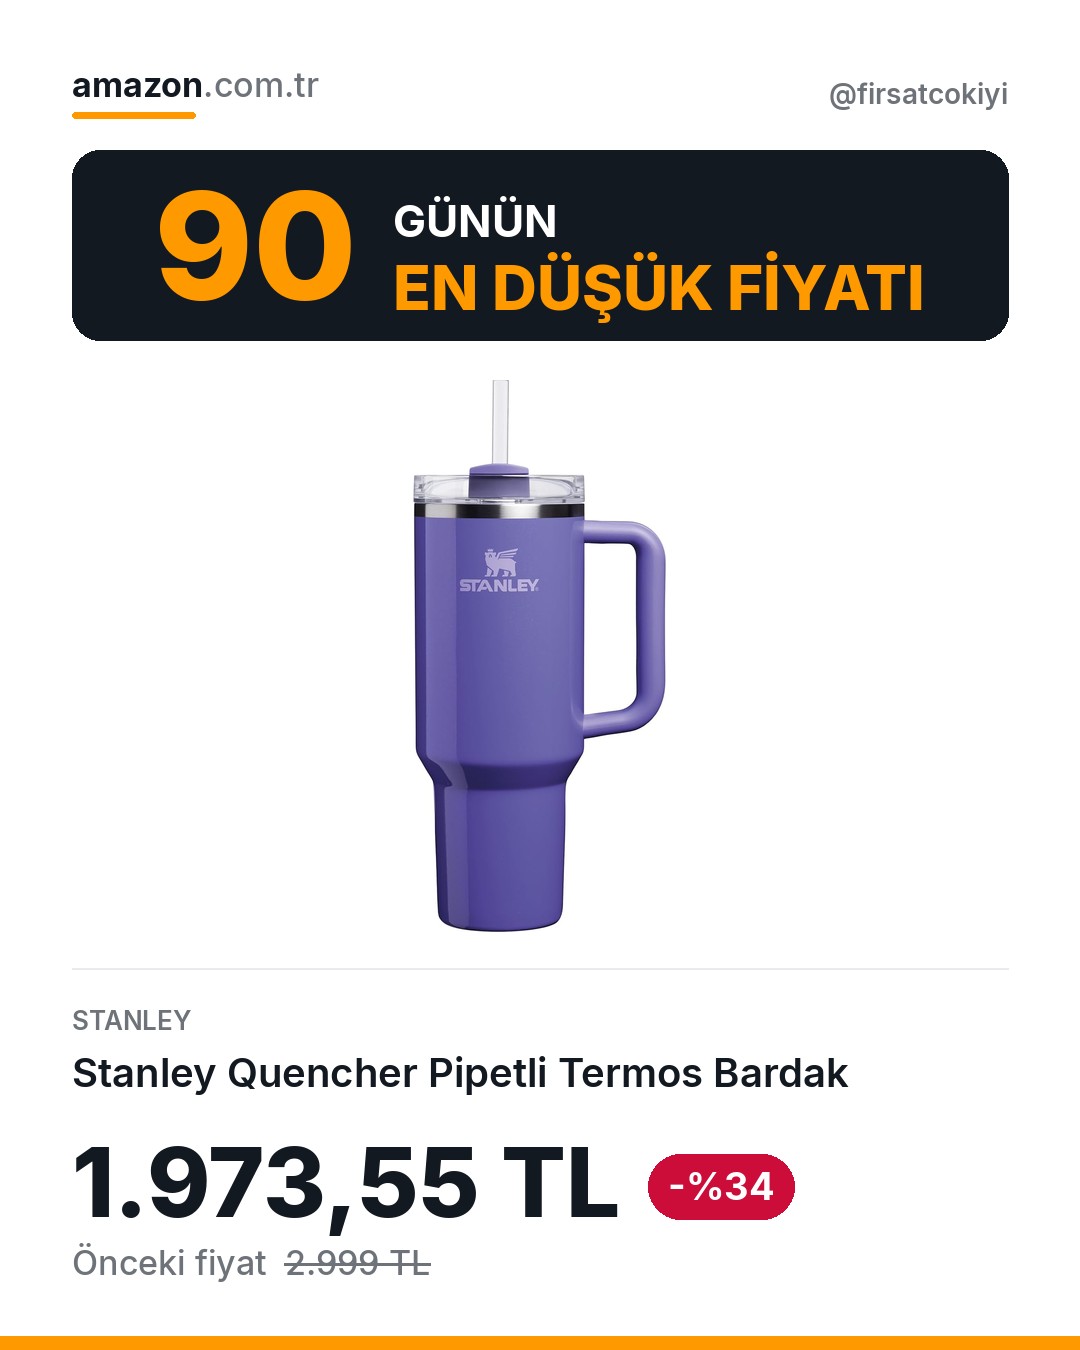 amazon.com.tr
@firsatcokiyi
90 GÜNÜN
EN DÜŞÜK FİYATI
STANLEY
STANLEY
Stanley Quencher Pipetli Termos Bardak
1.973,55 TL -%34
Önceki fiyat 2.999 TL